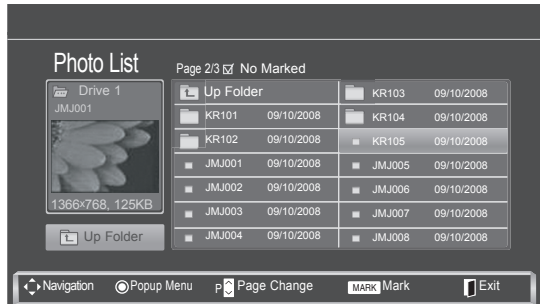 Photo List
Page 2/3 No Marked
Drive 1
JMJ001
1366×768, 125KB
Up Folder
Up Folder
KR101 09/10/2008
KR102 09/10/2008
JMJ001 09/10/2008
JMJ002 09/10/2008
JMJ003 09/10/2008
JMJ004 09/10/2008
KR103 09/10/2008
KR104 09/10/2008
KR105 09/10/2008
JMJ005 09/10/2008
JMJ006 09/10/2008
JMJ007 09/10/2008
JMJ008 09/10/2008
Navigation Popup Menu P Page Change MARK Mark Exit